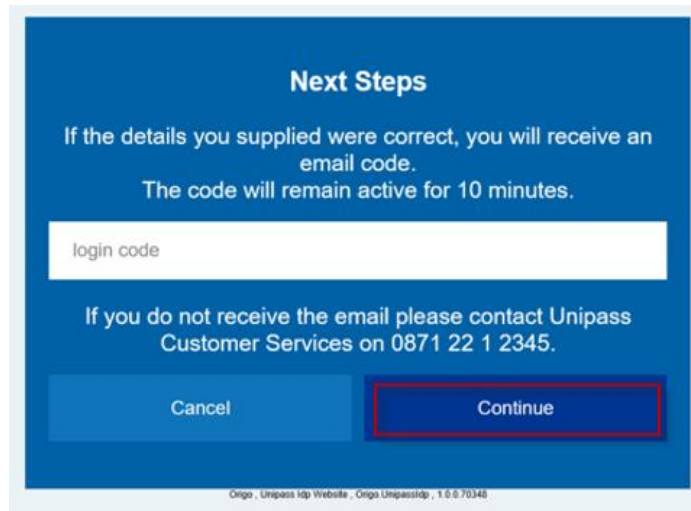 Next Steps
If the details you supplied were correct, you will receive an
email code.
The code will remain active for 10 minutes.
login code
If you do not receive the email please contact Unipass
Customer Services on 0871 22 1 2345.
Cancel
Continue
Origo , Unipass Idp Website , Origo.UnipassIdp , 1.0.0.70348